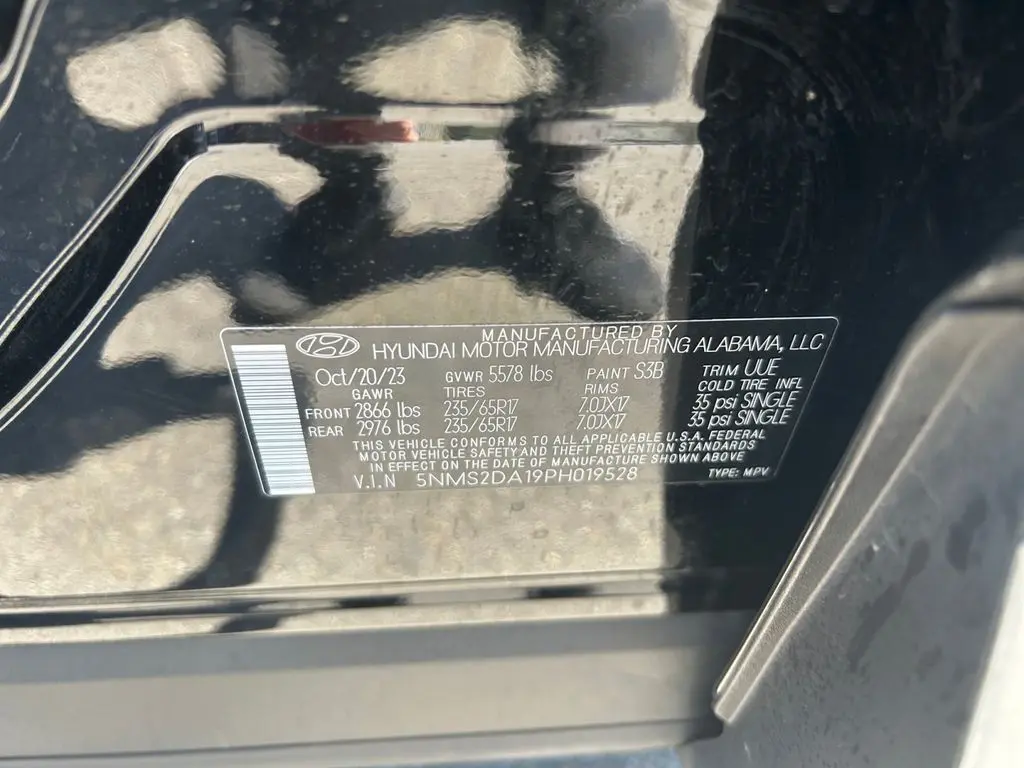 MANUFACTURED BY
HYUNDAI MOTOR MANUFACTURING ALABAMA, LLC
Oct/20/23 GVWR 5578 lbs PAINT S3B TRIM UUE
GAWR TIRES RIMS COLD TIRE INFL
FRONT 2866 lbs 235/65R17 7.0JX17 35 psi SINGLE
REAR 2976 lbs 235/65R17 7.0JX17 35 psi SINGLE
THIS VEHICLE CONFORMS TO ALL APPLICABLE U.S.A. FEDERAL
MOTOR VEHICLE SAFETY AND THEFT PREVENTION STANDARDS
IN EFFECT ON THE DATE OF MANUFACTURE SHOWN ABOVE
V.I.N 5NMS2DA19PH019528 TYPE: MPV